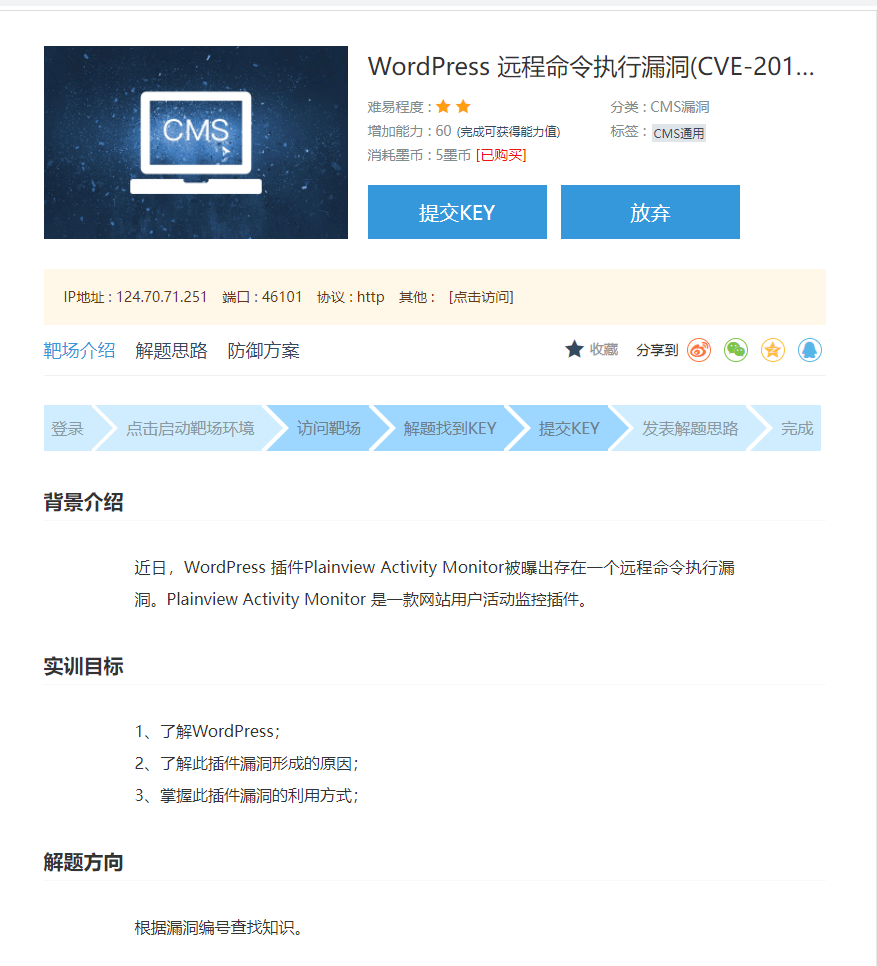 CMS
WordPress 远程命令执行漏洞(CVE-201...
难易程度 :
分类 : CMS漏洞
增加能力 : 60 (完成可获得能力值)
标签 : CMS通用
消耗墨币 : 5墨币 [已购买]
提交KEY
放弃
IP地址 : 124.70.71.251 端口 : 46101 协议 : http 其他 : [点击访问]
靶场介绍 解题思路 防御方案
收藏 分享到
登录 点击启动靶场环境 访问靶场 解题找到KEY 提交KEY 发表解题思路 完成
背景介绍
近日，WordPress 插件Plainview Activity Monitor被曝出存在一个远程命令执行漏
洞。Plainview Activity Monitor 是一款网站用户活动监控插件。
实训目标
1、了解WordPress；
2、了解此插件漏洞形成的原因；
3、掌握此插件漏洞的利用方式；
解题方向
根据漏洞编号查找知识。